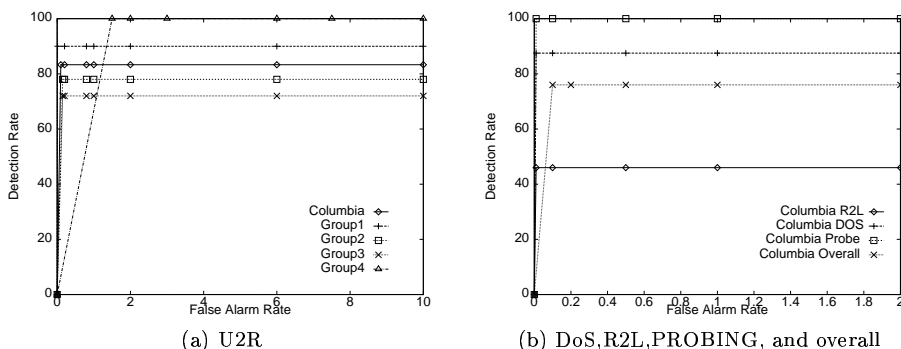 100
80
60
40
20
0
Detection Rate
Columbia
Group1
Group2
Group3
Group4
0 2 4 6 8 10
False Alarm Rate
(a) U2R
100
80
60
40
20
0
Detection Rate
Columbia R2L
Columbia DOS
Columbia Probe
Columbia Overall
0 0.2 0.4 0.6 0.8 1 1.2 1.4 1.6 1.8 2
False Alarm Rate
(b) DoS,R2L,PROBING, and overall